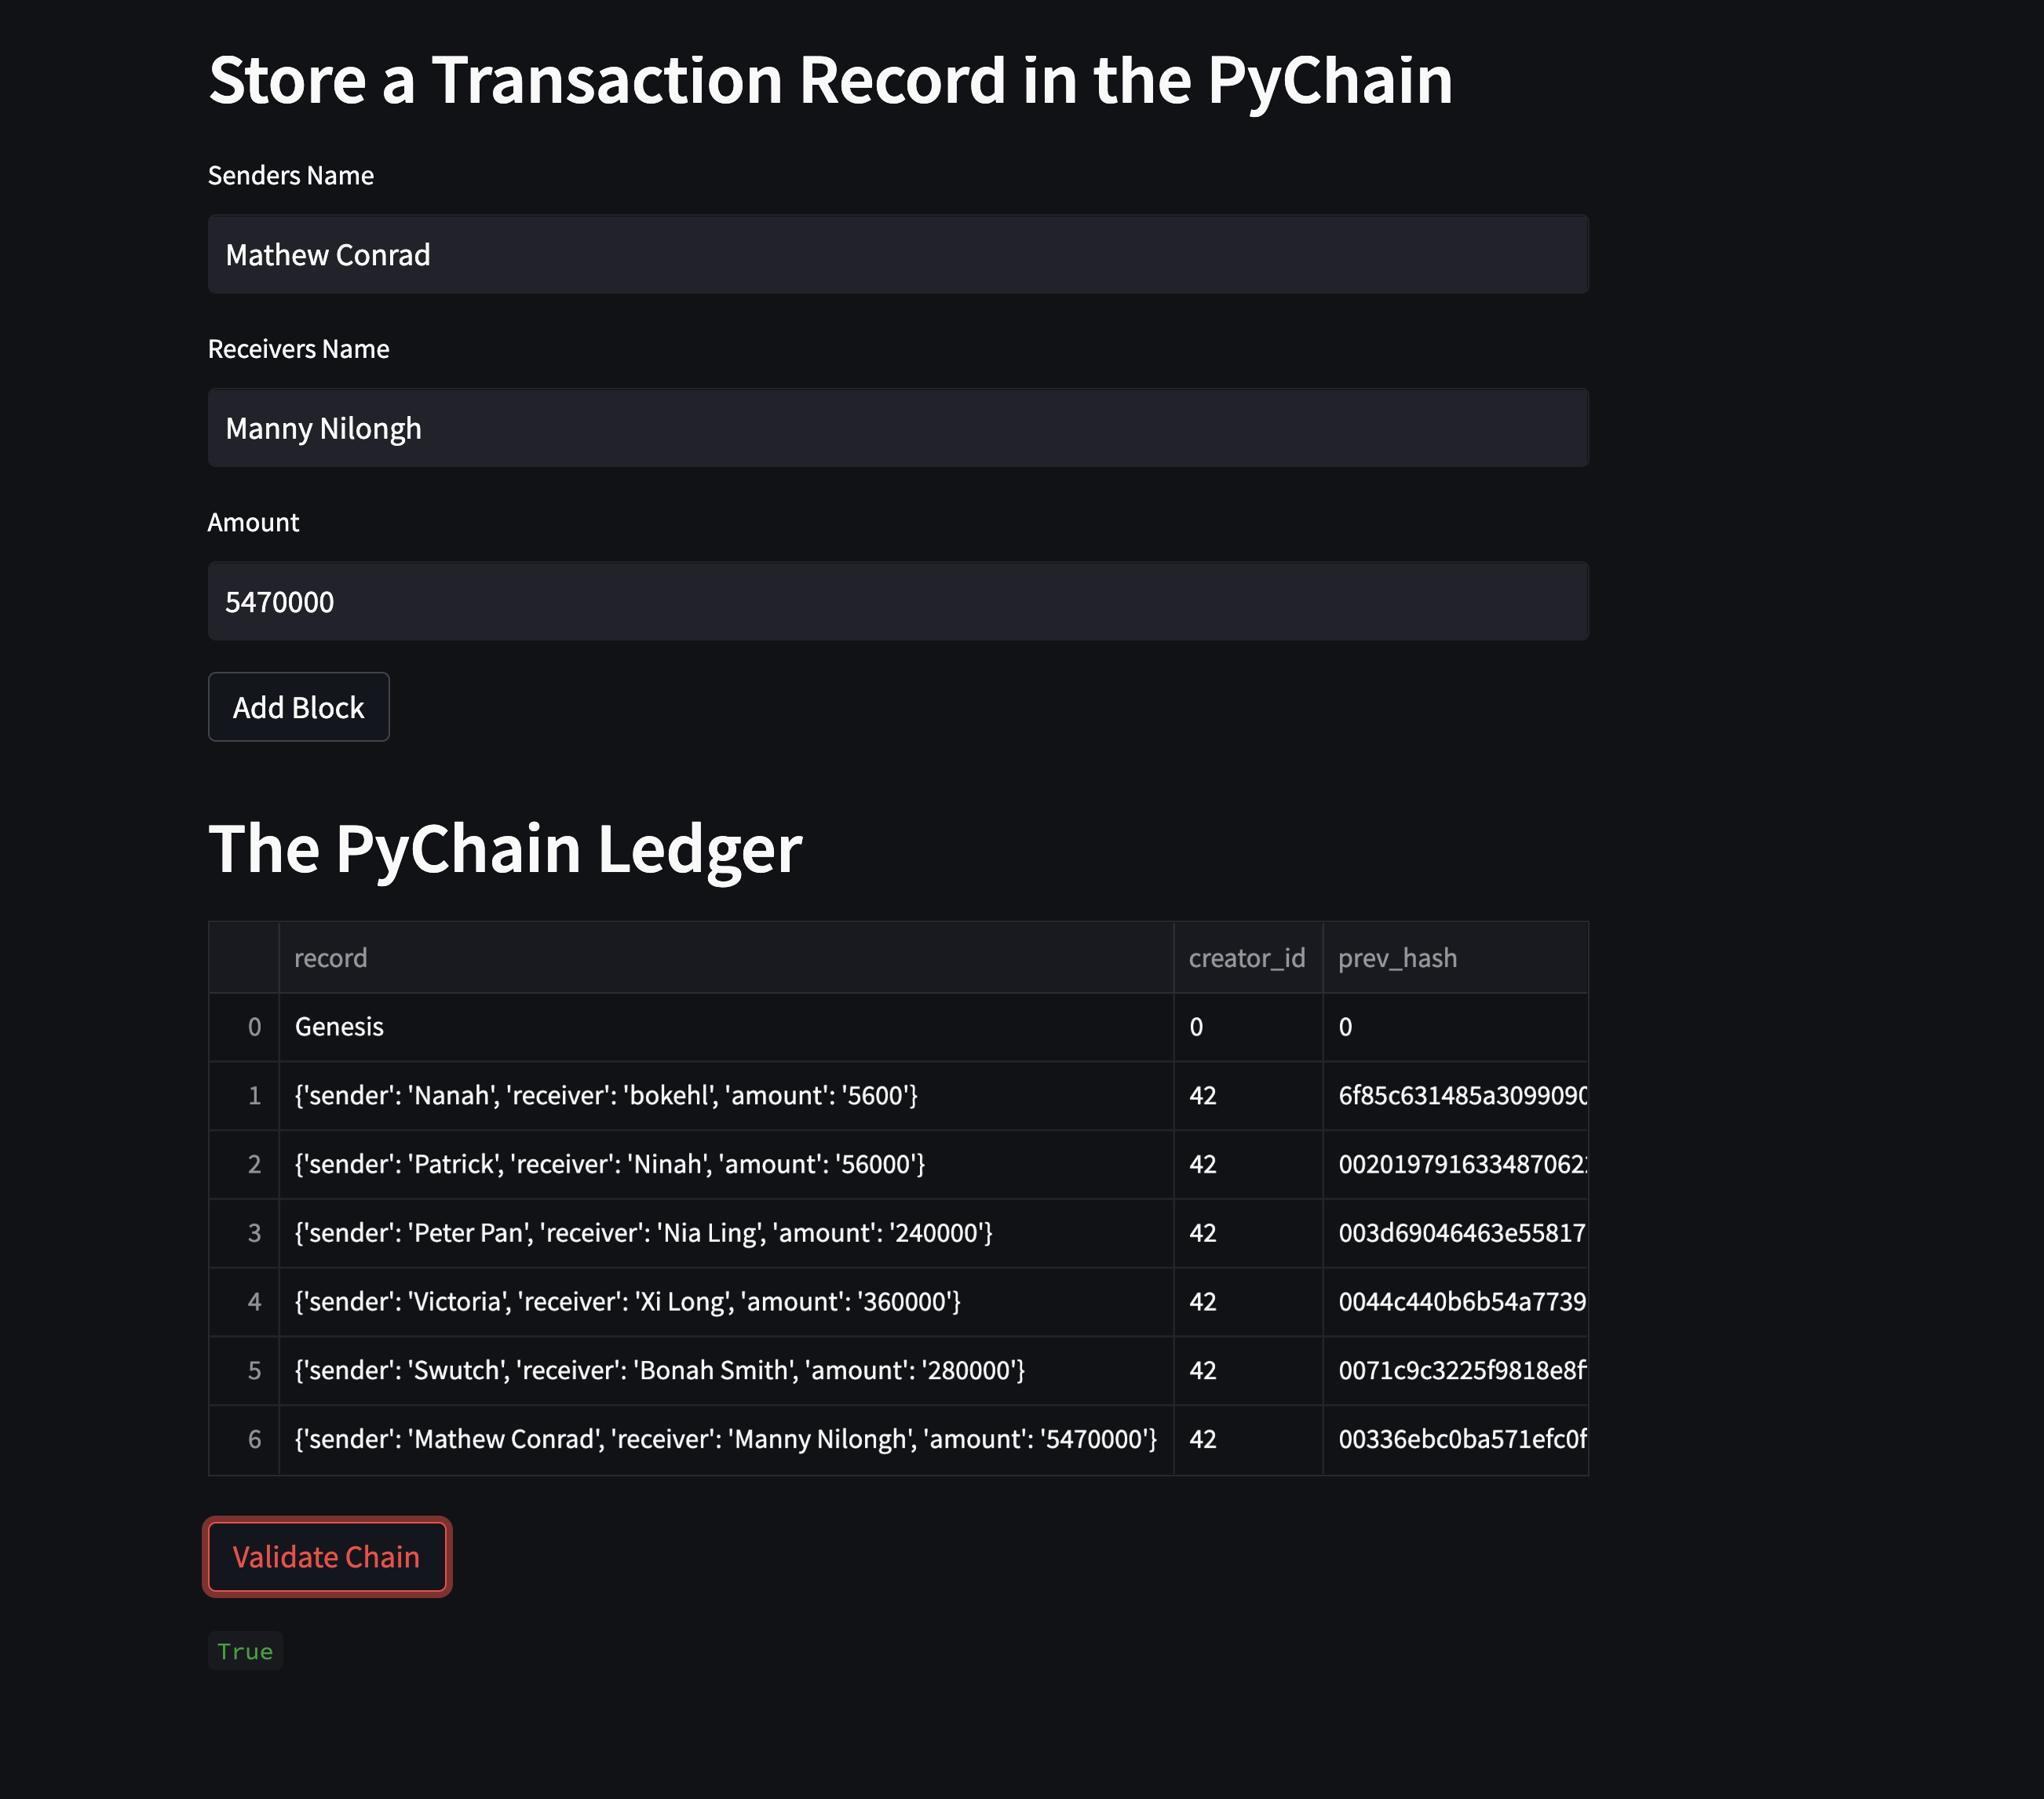 Store a Transaction Record in the PyChain
Senders Name
Mathew Conrad
Receivers Name
Manny Nilongh
Amount
5470000
Add Block
The PyChain Ledger
record creator_id prev_hash
0 Genesis 0 0
1 {'sender': 'Nanah', 'receiver': 'bokehl', 'amount': '5600'} 42 6f85c631485a3099090
2 {'sender': 'Patrick', 'receiver': 'Ninah', 'amount': '56000'} 42 0020197916334870622
3 {'sender': 'Peter Pan', 'receiver': 'Nia Ling', 'amount': '240000'} 42 003d69046463e55817
4 {'sender': 'Victoria', 'receiver': 'Xi Long', 'amount': '360000'} 42 0044c440b6b54a7739
5 {'sender': 'Swutch', 'receiver': 'Bonah Smith', 'amount': '280000'} 42 0071c9c3225f9818e8f
6 {'sender': 'Mathew Conrad', 'receiver': 'Manny Nilongh', 'amount': '5470000'} 42 00336ebc0ba571efc0f
Validate Chain
True